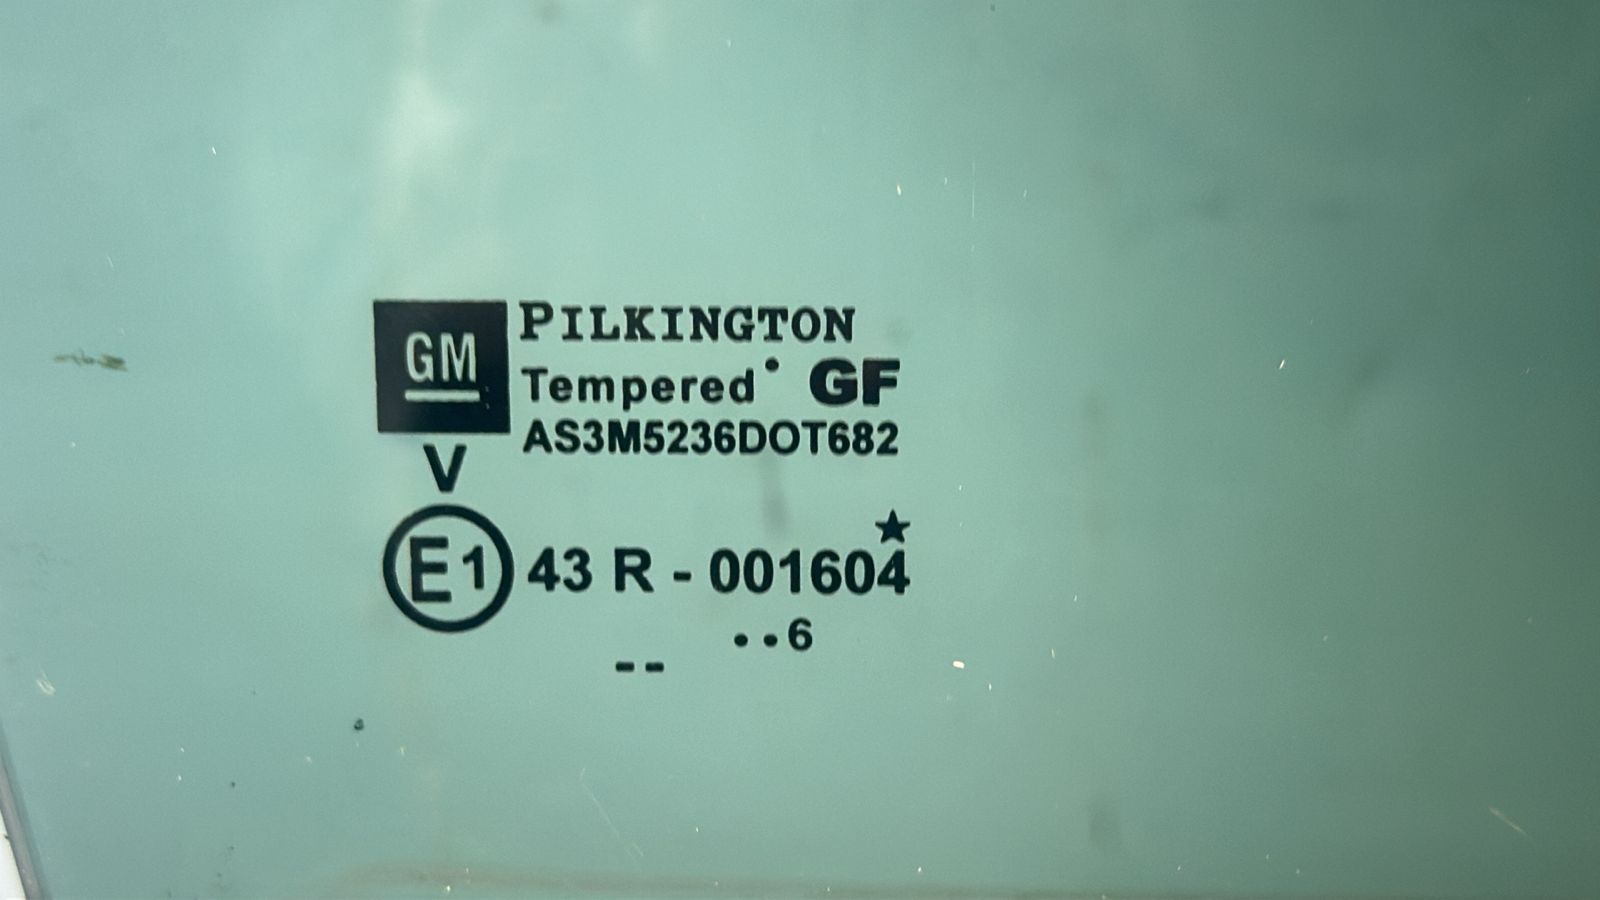 GM
PILKINGTON
Tempered • GF
AS3M5236DOT682
V
E1 43 R - 001604 ★
• • 6
- -